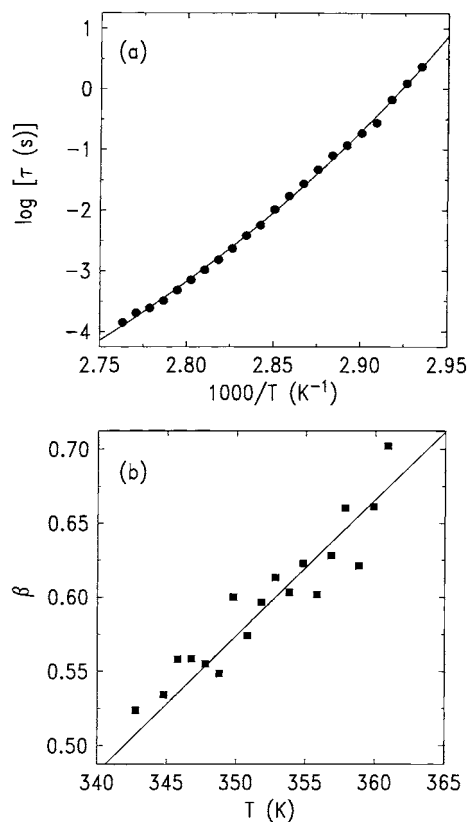 (a)
1
0
-1
-2
-3
-4
log [τ (s)]
2.75 2.80 2.85 2.90 2.95
1000/T (K⁻¹)
(b)
0.70
0.65
0.60
0.55
0.50
β
340 345 350 355 360 365
T (K)